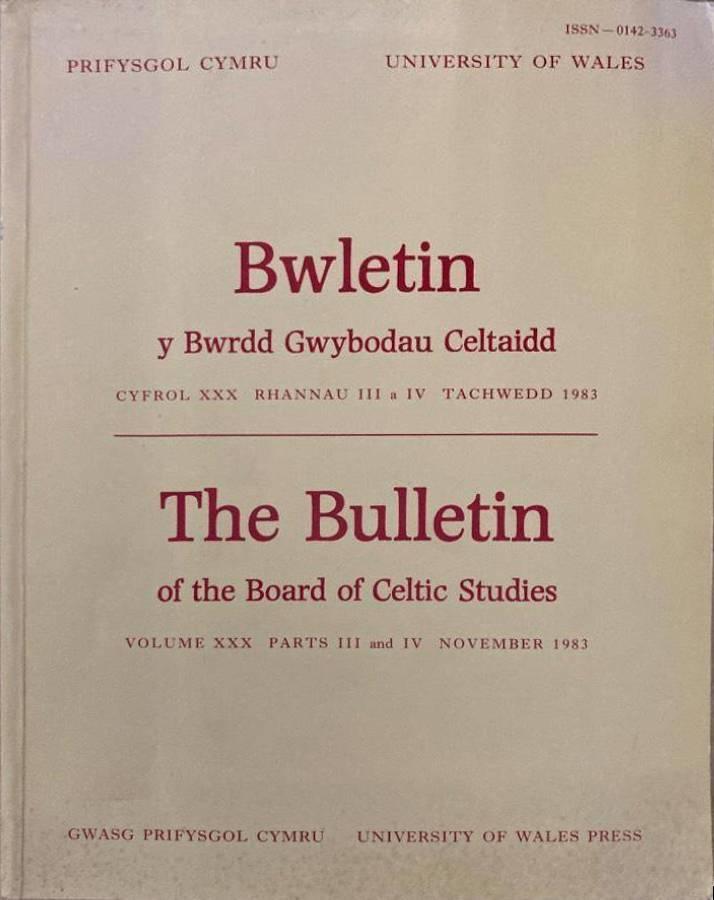 ISSN — 0142-3363
PRIFYSGOL CYMRU UNIVERSITY OF WALES
Bwletin
y Bwrdd Gwybodau Celtaidd
CYFROL XXX RHANNAU III a IV TACHWEDD 1983
The Bulletin
of the Board of Celtic Studies
VOLUME XXX PARTS III and IV NOVEMBER 1983
GWASG PRIFYSGOL CYMRU UNIVERSITY OF WALES PRESS